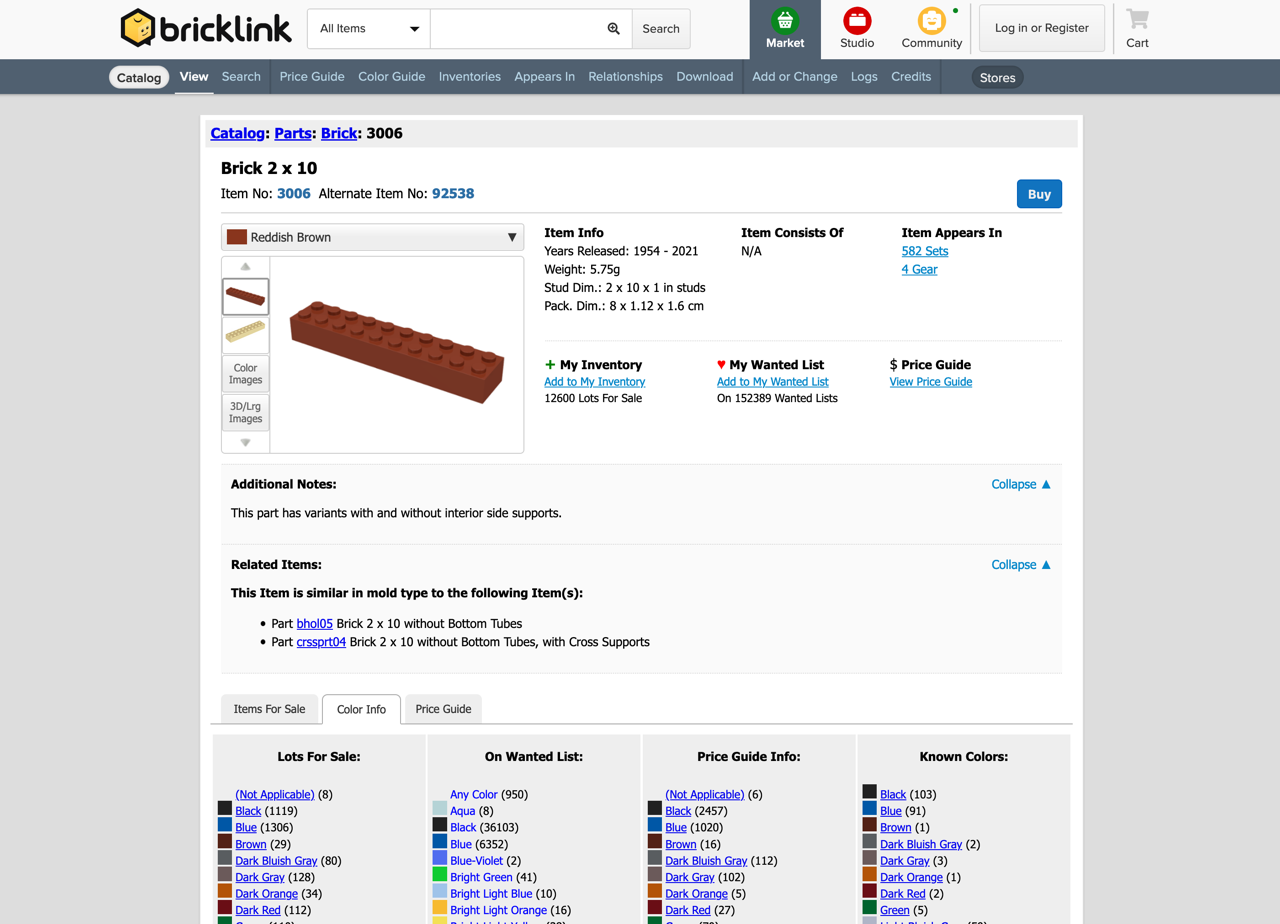 bricklink
All Items
Search
Market
Studio
Community
Log in or Register
Cart
Catalog View Search Price Guide Color Guide Inventories Appears In Relationships Download Add or Change Logs Credits Stores
Catalog: Parts: Brick: 3006
Brick 2 x 10
Item No: 3006 Alternate Item No: 92538
Buy
Reddish Brown
Color
Images
3D/Lrg
Images
Item Info
Years Released: 1954 - 2021
Weight: 5.75g
Stud Dim.: 2 x 10 x 1 in studs
Pack. Dim.: 8 x 1.12 x 1.6 cm
Item Consists Of
N/A
Item Appears In
582 Sets
4 Gear
+ My Inventory
Add to My Inventory
12600 Lots For Sale
♥ My Wanted List
Add to My Wanted List
On 152389 Wanted Lists
$ Price Guide
View Price Guide
Additional Notes:
Collapse ▲
This part has variants with and without interior side supports.
Related Items:
Collapse ▲
This Item is similar in mold type to the following Item(s):
• Part bhol05 Brick 2 x 10 without Bottom Tubes
• Part crssprt04 Brick 2 x 10 without Bottom Tubes, with Cross Supports
Items For Sale
Color Info
Price Guide
Lots For Sale:
(Not Applicable) (8)
Black (1119)
Blue (1306)
Brown (29)
Dark Bluish Gray (80)
Dark Gray (128)
Dark Orange (34)
Dark Red (112)
On Wanted List:
Any Color (950)
Aqua (8)
Black (36103)
Blue (6352)
Blue-Violet (2)
Bright Green (41)
Bright Light Blue (10)
Bright Light Orange (16)
Price Guide Info:
(Not Applicable) (6)
Black (2457)
Blue (1020)
Brown (16)
Dark Bluish Gray (112)
Dark Gray (102)
Dark Orange (5)
Dark Red (27)
Known Colors:
Black (103)
Blue (91)
Brown (1)
Dark Bluish Gray (2)
Dark Gray (3)
Dark Orange (1)
Dark Red (2)
Green (5)